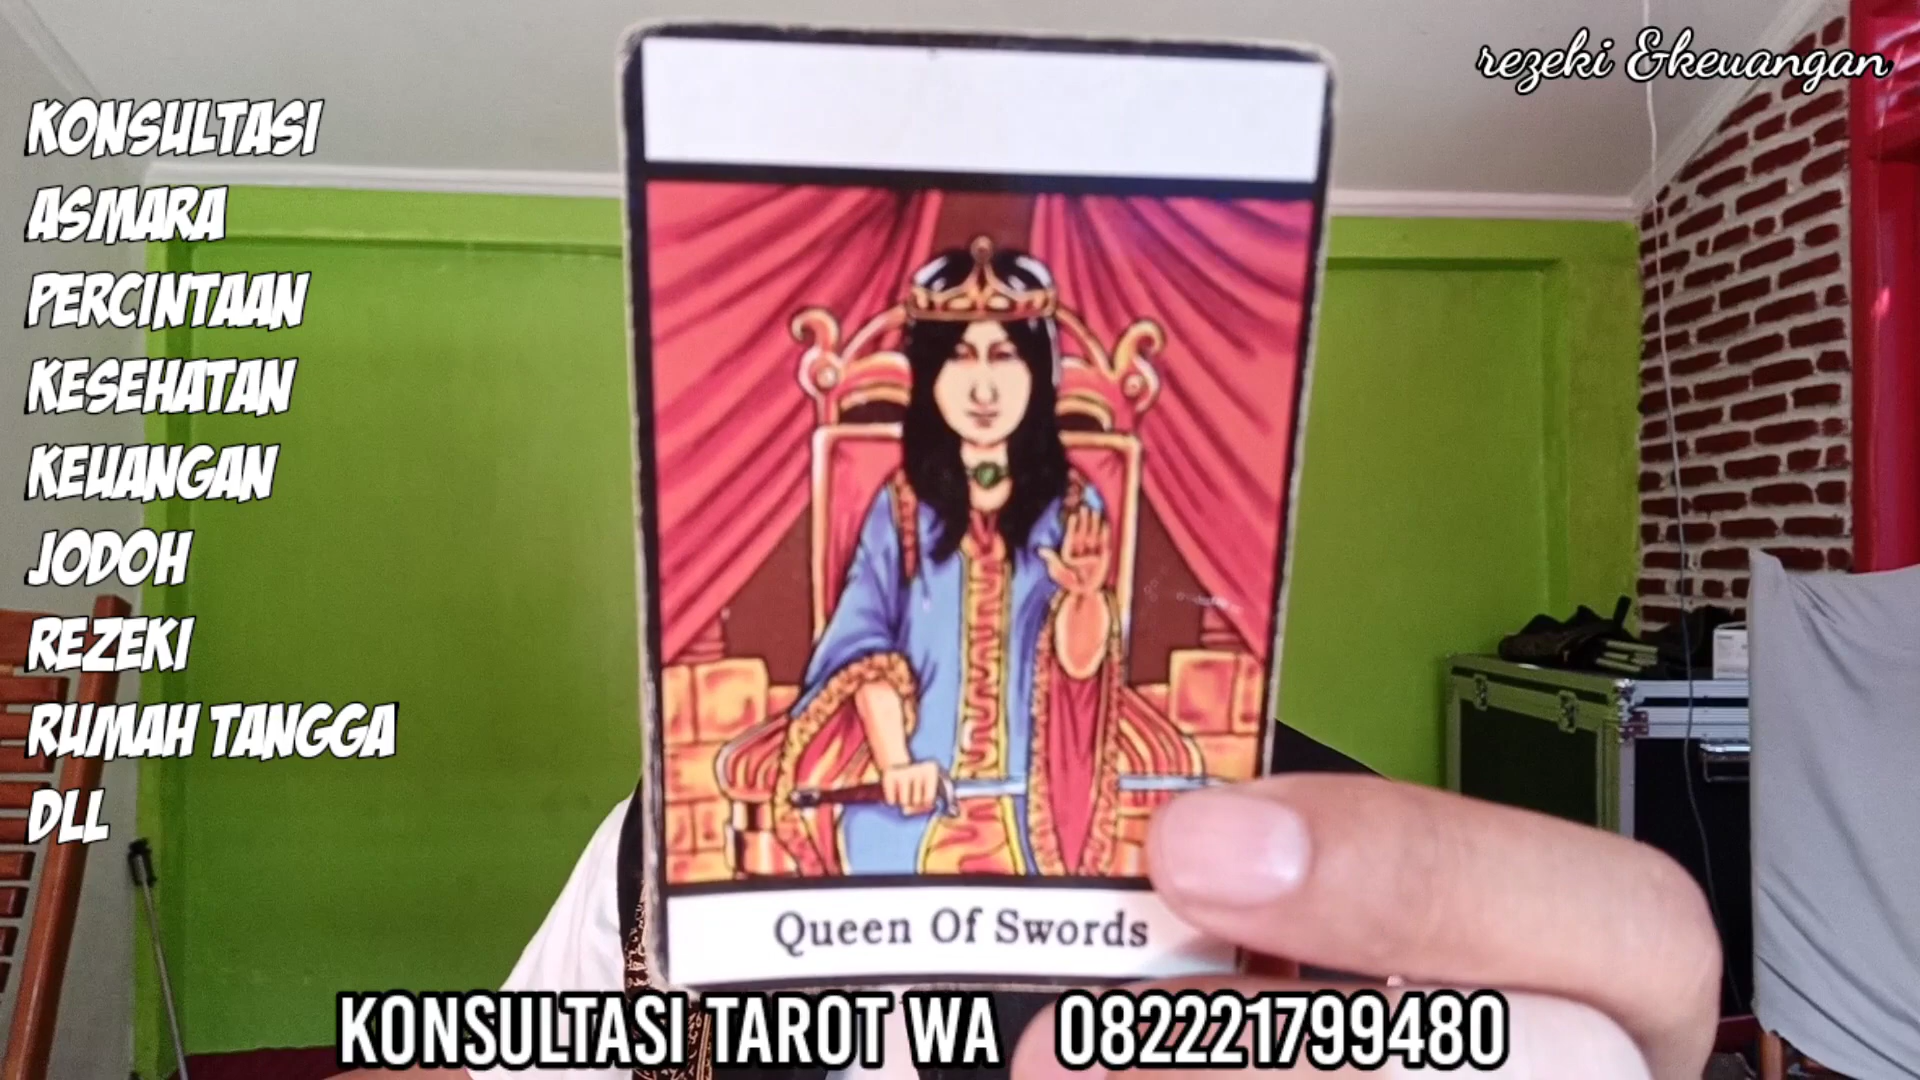 rezeki &keuangan
KONSULTASI
ASMARA
PERCINTAAN
KESEHATAN
KEUANGAN
JODOH
REZEKI
RUMAH TANGGA
DLL
Queen Of Swords
KONSULTASI TAROT WA 082221799480